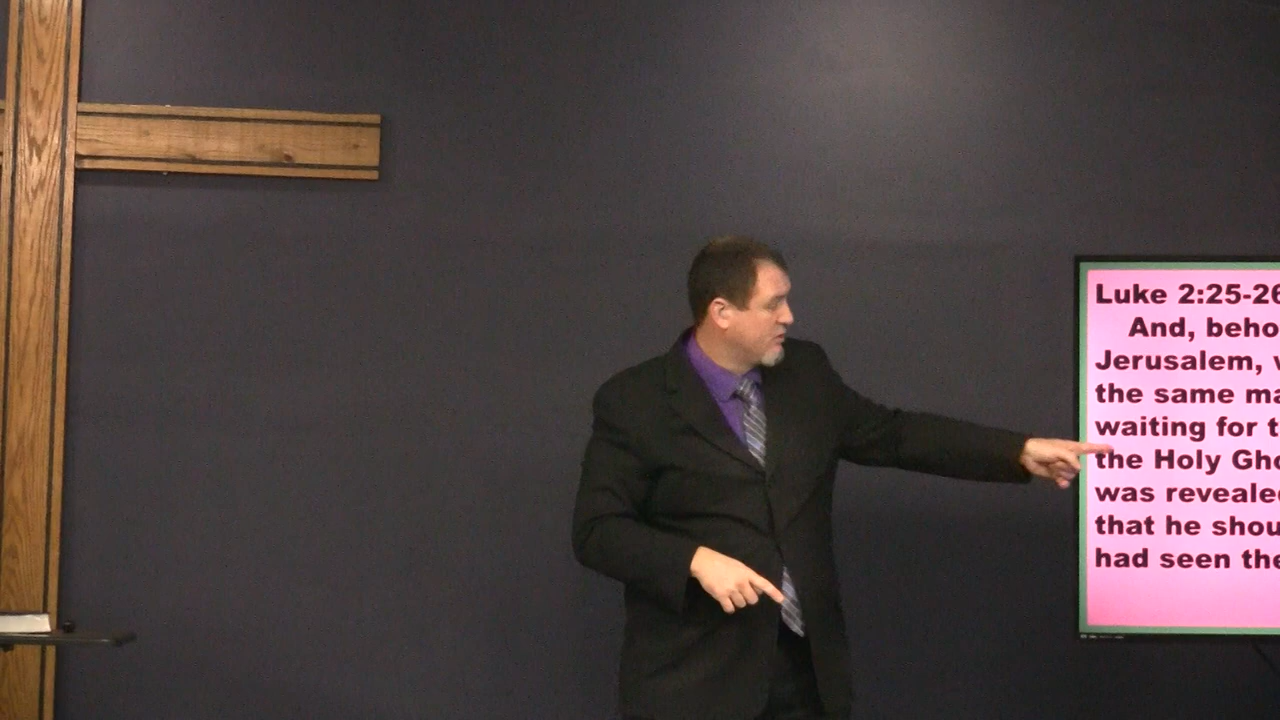 Luke 2:25-26
And, beho
Jerusalem, w
the same ma
waiting for t
the Holy Gho
was revealed
that he shou
had seen the